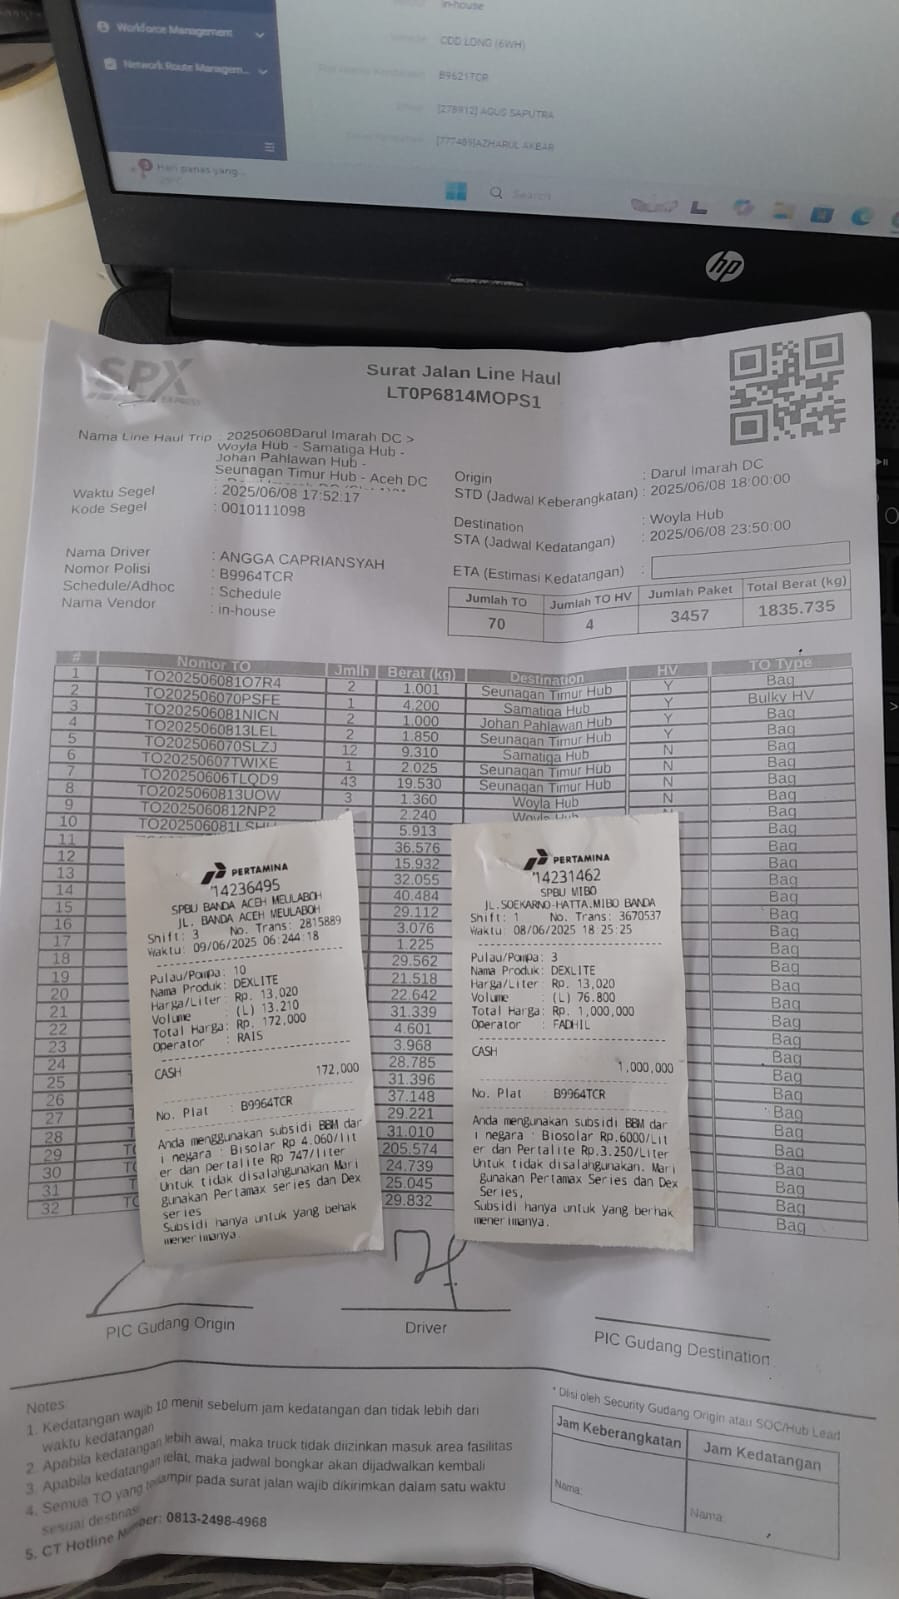 Workforce Management
Network Route Managem...
in-house
CDD LONG (6WH)
B9621TCR
[278912] AGUS SAPUTRA
[777489]AZHARUL AKBAR
Hari panas yang...
Search
hp
SPX
EXPRESS
Surat Jalan Line Haul
LT0P6814MOPS1
Nama Line Haul Trip : 20250608Darul Imarah DC >
Woyla Hub - Samatiga Hub -
Johan Pahlawan Hub -
Seunagan Timur Hub - Aceh DC
Waktu Segel : 2025/06/08 17:52:17
Kode Segel : 0010111098
Nama Driver : ANGGA CAPRIANSYAH
Nomor Polisi : B9964TCR
Schedule/Adhoc : Schedule
Nama Vendor : in-house
Origin : Darul Imarah DC
STD (Jadwal Keberangkatan) : 2025/06/08 18:00:00
Destination : Woyla Hub
STA (Jadwal Kedatangan) : 2025/06/08 23:50:00
ETA (Estimasi Kedatangan) :
Jumlah TO Jumlah TO HV Jumlah Paket Total Berat (kg)
70 4 3457 1835.735
# Nomor TO Jmlh Berat (kg) Destination HV TO Type
1 TO202506081O7R4 2 1.001 Seunagan Timur Hub Y Bag
2 TO202506070PSFE 1 4.200 Samatiga Hub Y Bulky HV
3 TO202506081NICN 2 1.000 Johan Pahlawan Hub Y Bag
4 TO2025060813LEL 2 1.850 Seunagan Timur Hub Y Bag
5 TO202506070SLZJ 12 9.310 Samatiga Hub N Bag
6 TO20250607TWIXE 1 2.025 Seunagan Timur Hub N Bag
7 TO20250606TLQD9 43 19.530 Seunagan Timur Hub N Bag
8 TO2025060813UOW 3 1.360 Woyla Hub N Bag
9 TO2025060812NP2 2.240 Woyla Hub Bag
10 5.913 Bag
11 36.576 Bag
12 15.932 Bag
13 32.055 Bag
14 40.484 Bag
15 29.112 Bag
16 3.076 Bag
17 1.225 Bag
18 29.562 Bag
19 21.518 Bag
20 22.642 Bag
21 31.339 Bag
22 4.601 Bag
23 3.968 Bag
24 28.785 Bag
25 31.396 Bag
26 37.148 Bag
27 29.221 Bag
28 31.010 Bag
29 205.574 Bag
30 24.739 Bag
31 25.045 Bag
32 29.832 Bag
PERTAMINA
14236495
SPBU BANDA ACEH MEULABOH
JL. BANDA ACEH MEULABOH
Shift: 3 No. Trans: 2815889
Waktu: 09/06/2025 06:244:18
Pulau/Pompa: 10
Nama Produk: DEXLITE
Harga/Liter: Rp. 13,020
Volume : (L) 13.210
Total Harga: Rp. 172,000
Operator : RAIS
CASH
172,000
No. Plat : B9964TCR
Anda menggunakan subsidi BBM dar
i negara : Bisolar Rp 4.060/lit
er dan pertalite Rp 747/liter
Untuk tidak disalahgunakan Mari
gunakan Pertamax series dan Dex
series
Subsidi hanya untuk yang behak
menerimanya.
PERTAMINA
14231462
SPBU MIBO
JL.SOEKARNO-HATTA.MIBO BANDA
Shift: 1 No. Trans: 3670537
Waktu: 08/06/2025 18:25:25
Pulau/Pompa: 3
Nama Produk: DEXLITE
Harga/Liter: Rp. 13,020
Volume : (L) 76.800
Total Harga: Rp. 1,000,000
Operator : FADHIL
CASH
1,000,000
No. Plat : B9964TCR
Anda mengunakan subsidi BBM dar
i negara : Biosolar Rp.6000/Lit
er dan Pertalite Rp.3.250/Liter
Untuk tidak disalahgunakan. Mari
gunakan Pertamax Series dan Dex
Series,
Subsidi hanya untuk yang berhak
menerimanya.
PIC Gudang Origin
Driver
PIC Gudang Destination
Notes:
1. Kedatangan wajib 10 menit sebelum jam kedatangan dan tidak lebih dari
waktu kedatangan
2. Apabila kedatangan lebih awal, maka truck tidak diizinkan masuk area fasilitas
3. Apabila kedatangan telat, maka jadwal bongkar akan dijadwalkan kembali
4. Semua TO yang terlampir pada surat jalan wajib dikirimkan dalam satu waktu
sesuai destinasi
5. CT Hotline Number: 0813-2498-4968
* Diisi oleh Security Gudang Origin atau SOC/Hub Lead
Jam Keberangkatan Jam Kedatangan
Nama: Nama: